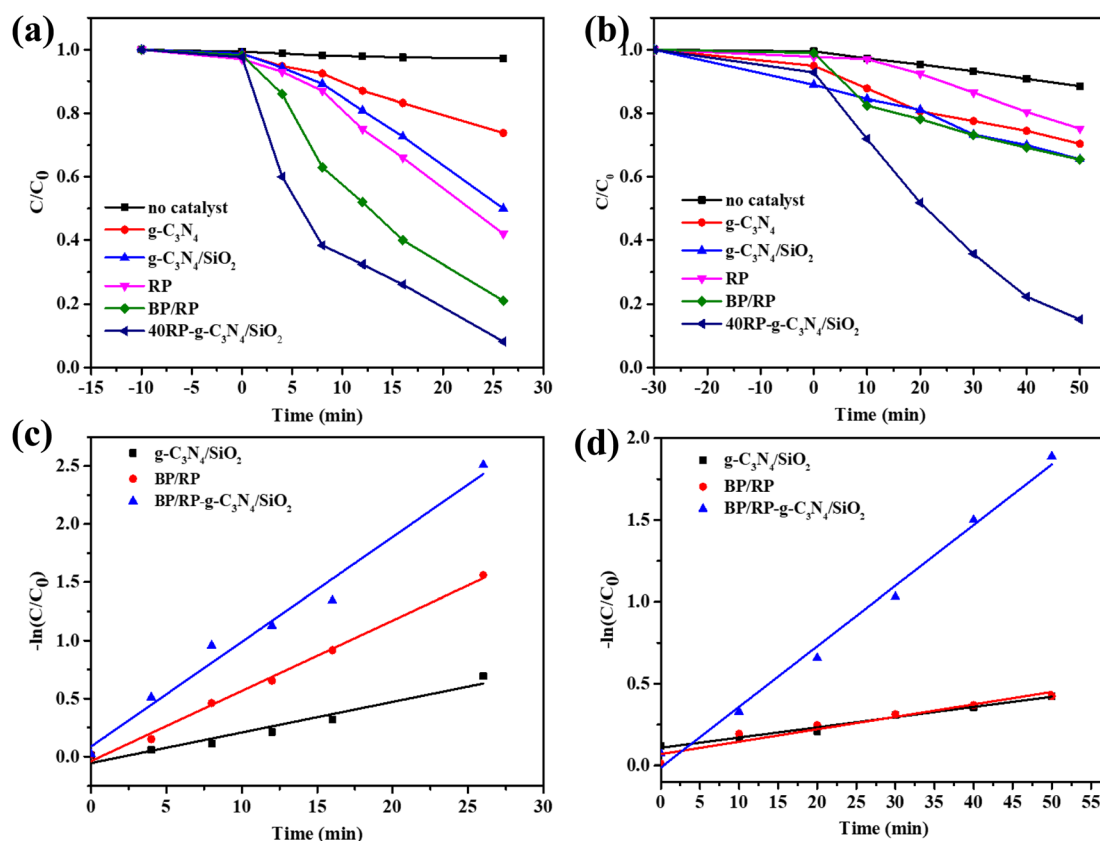 (a)
C/C₀
1.0
0.8
0.6
0.4
0.2
0.0
no catalyst
g-C₃N₄
g-C₃N₄/SiO₂
RP
BP/RP
40RP-g-C₃N₄/SiO₂
-15 -10 -5 0 5 10 15 20 25 30
Time (min)
(b)
C/C₀
1.0
0.8
0.6
0.4
0.2
0.0
no catalyst
g-C₃N₄
g-C₃N₄/SiO₂
RP
BP/RP
40RP-g-C₃N₄/SiO₂
-30 -20 -10 0 10 20 30 40 50
Time (min)
(c)
-ln(C/C₀)
2.5
2.0
1.5
1.0
0.5
0.0
g-C₃N₄/SiO₂
BP/RP
BP/RP-g-C₃N₄/SiO₂
0 5 10 15 20 25 30
Time (min)
(d)
-ln(C/C₀)
2.0
1.5
1.0
0.5
0.0
g-C₃N₄/SiO₂
BP/RP
BP/RP-g-C₃N₄/SiO₂
0 5 10 15 20 25 30 35 40 45 50 55
Time (min)